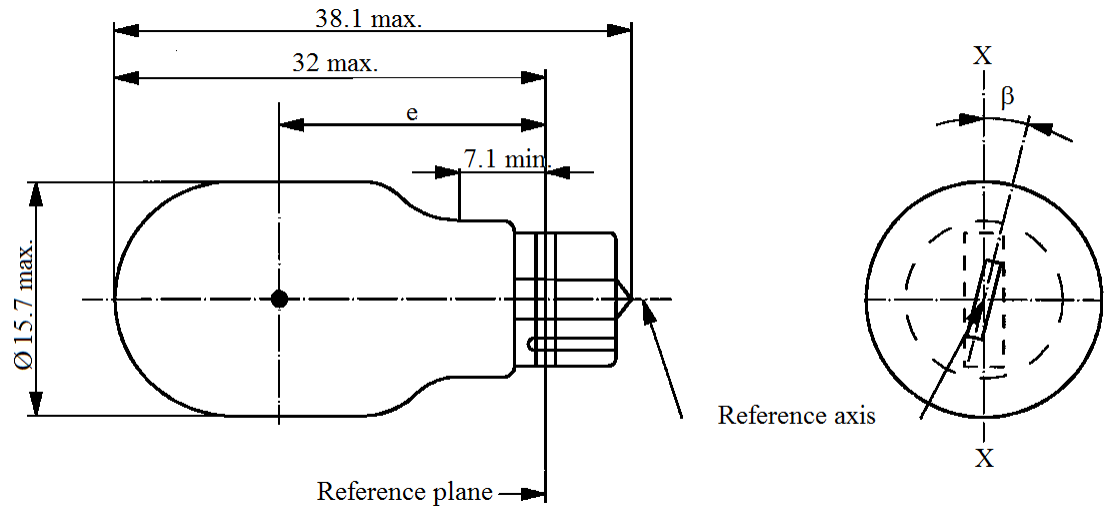 38.1 max.
32 max.
e
7.1 min.
Ø 15.7 max.
Reference plane
Reference axis
X
β
X